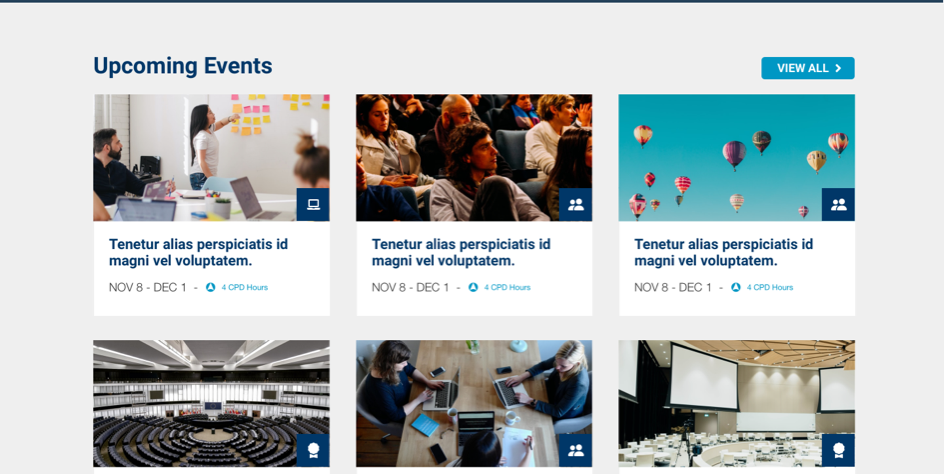 Upcoming Events
VIEW ALL
Tenetur alias perspiciatis id
magni vel voluptatem.
NOV 8 - DEC 1 - 4 CPD Hours
Tenetur alias perspiciatis id
magni vel voluptatem.
NOV 8 - DEC 1 - 4 CPD Hours
Tenetur alias perspiciatis id
magni vel voluptatem.
NOV 8 - DEC 1 - 4 CPD Hours